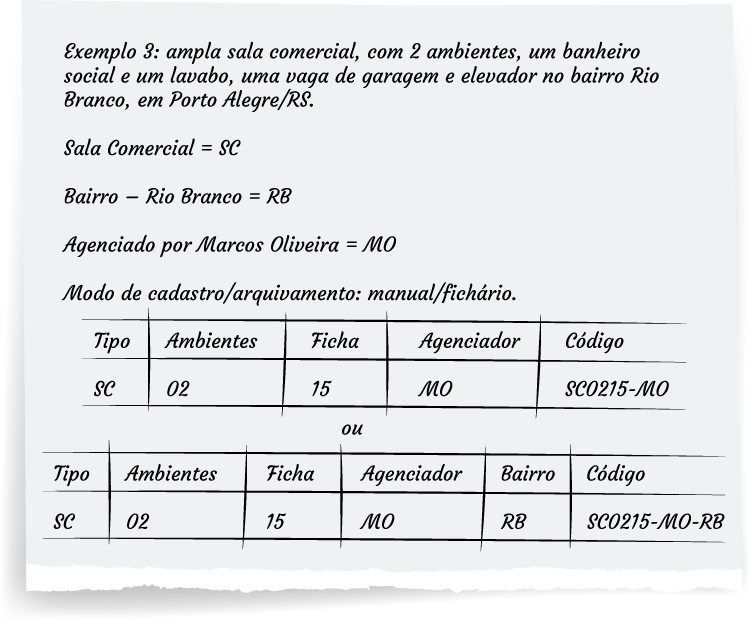 Exemplo 3: ampla sala comercial, com 2 ambientes, um banheiro
social e um lavabo, uma vaga de garagem e elevador no bairro Rio
Branco, em Porto Alegre/RS.
Sala Comercial = SC
Bairro – Rio Branco = RB
Agenciado por Marcos Oliveira = MO
Modo de cadastro/arquivamento: manual/fichário.
Tipo Ambientes Ficha Agenciador Código
SC 02 15 MO SC0215-MO
ou
Tipo Ambientes Ficha Agenciador Bairro Código
SC 02 15 MO RB SC0215-MO-RB